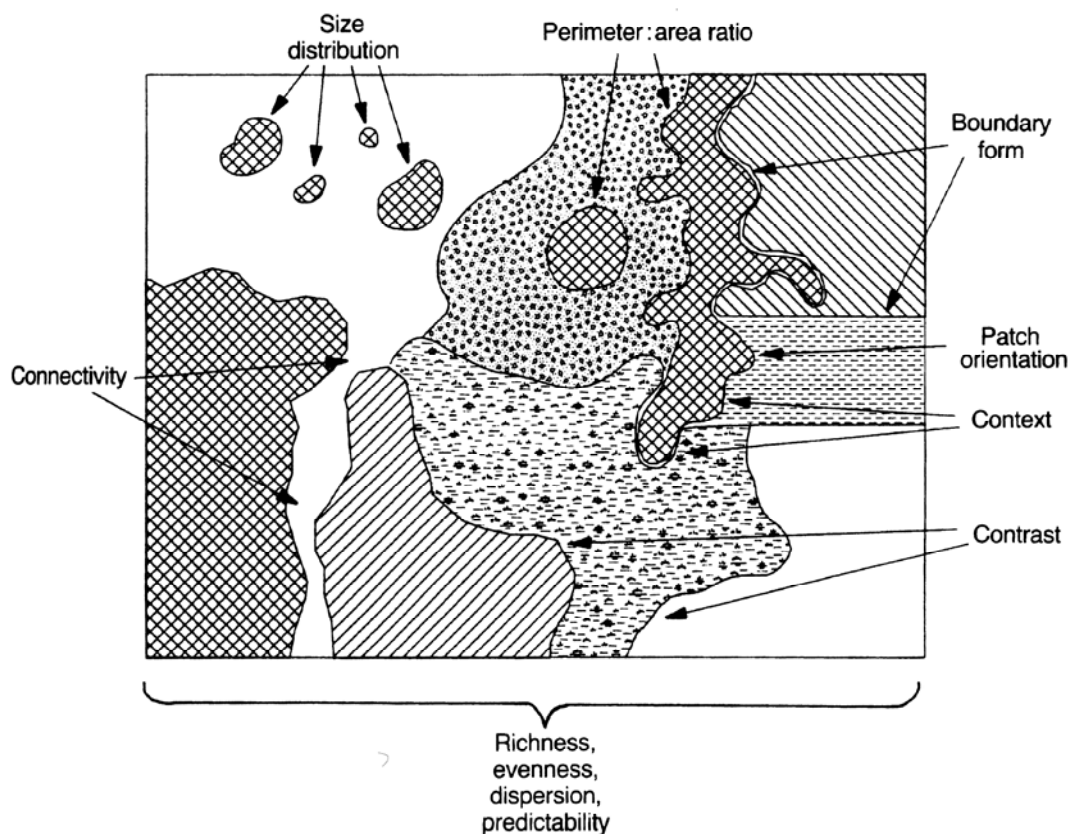 Size
distribution
Perimeter:area ratio
Boundary
form
Patch
orientation
Connectivity
Context
Contrast
Richness,
evenness,
dispersion,
predictability